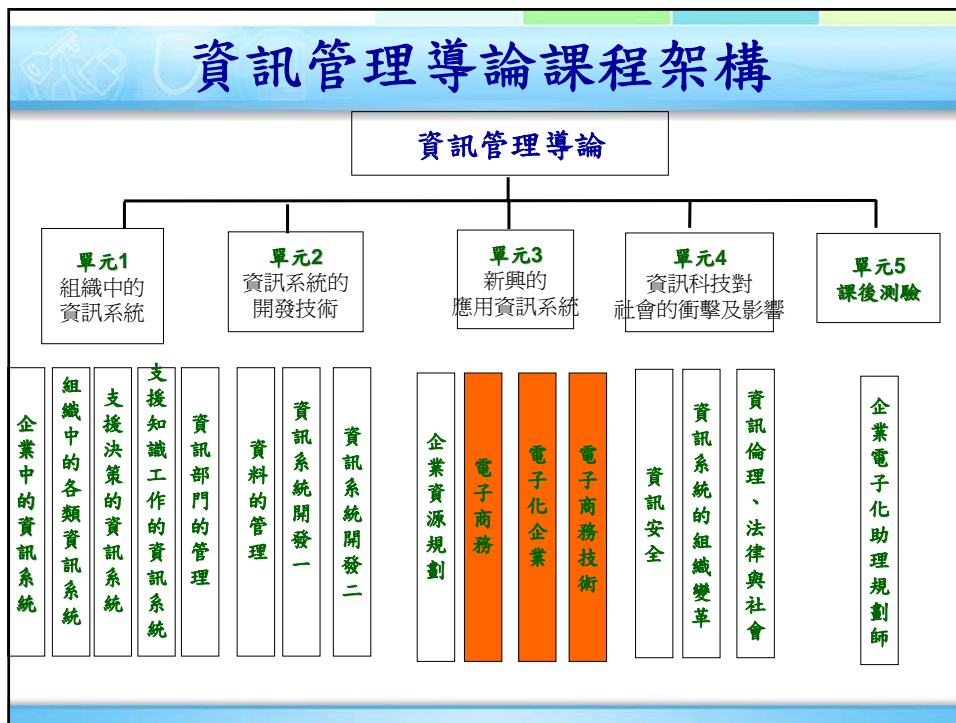 資訊管理導論課程架構
資訊管理導論
單元1
組織中的
資訊系統
單元2
資訊系統的
開發技術
單元3
新興的
應用資訊系統
單元4
資訊科技對
社會的衝擊及影響
單元5
課後測驗
企業中的資訊系統
組織中的各類資訊系統
支援決策的資訊系統
支援知識工作的資訊系統
資訊部門的管理
資料的管理
資訊系統開發一
資訊系統開發二
企業資源規劃
電子商務
電子化企業
電子商務技術
資訊安全
資訊系統的組織變革
資訊倫理、法律與社會
企業電子化助理規劃師